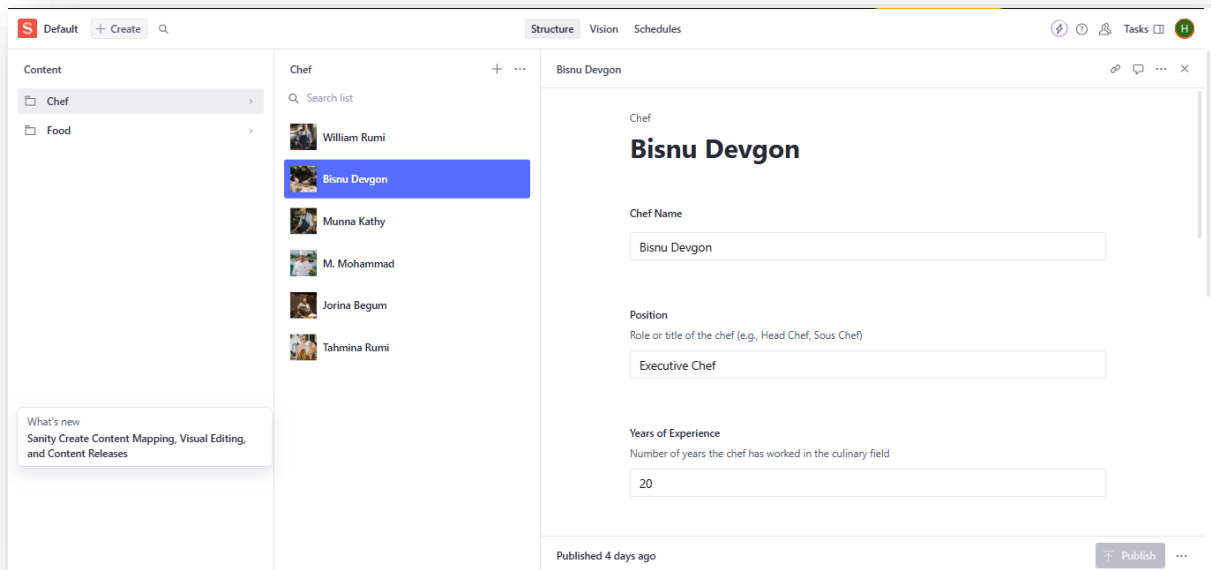 S Default + Create
Structure Vision Schedules
Tasks
H
Content
Chef
Food
What's new
Sanity Create Content Mapping, Visual Editing,
and Content Releases
Chef
Search list
William Rumi
Bisnu Devgon
Munna Kathy
M. Mohammad
Jorina Begum
Tahmina Rumi
Bisnu Devgon
Chef
Bisnu Devgon
Chef Name
Bisnu Devgon
Position
Role or title of the chef (e.g., Head Chef, Sous Chef)
Executive Chef
Years of Experience
Number of years the chef has worked in the culinary field
20
Published 4 days ago
Publish